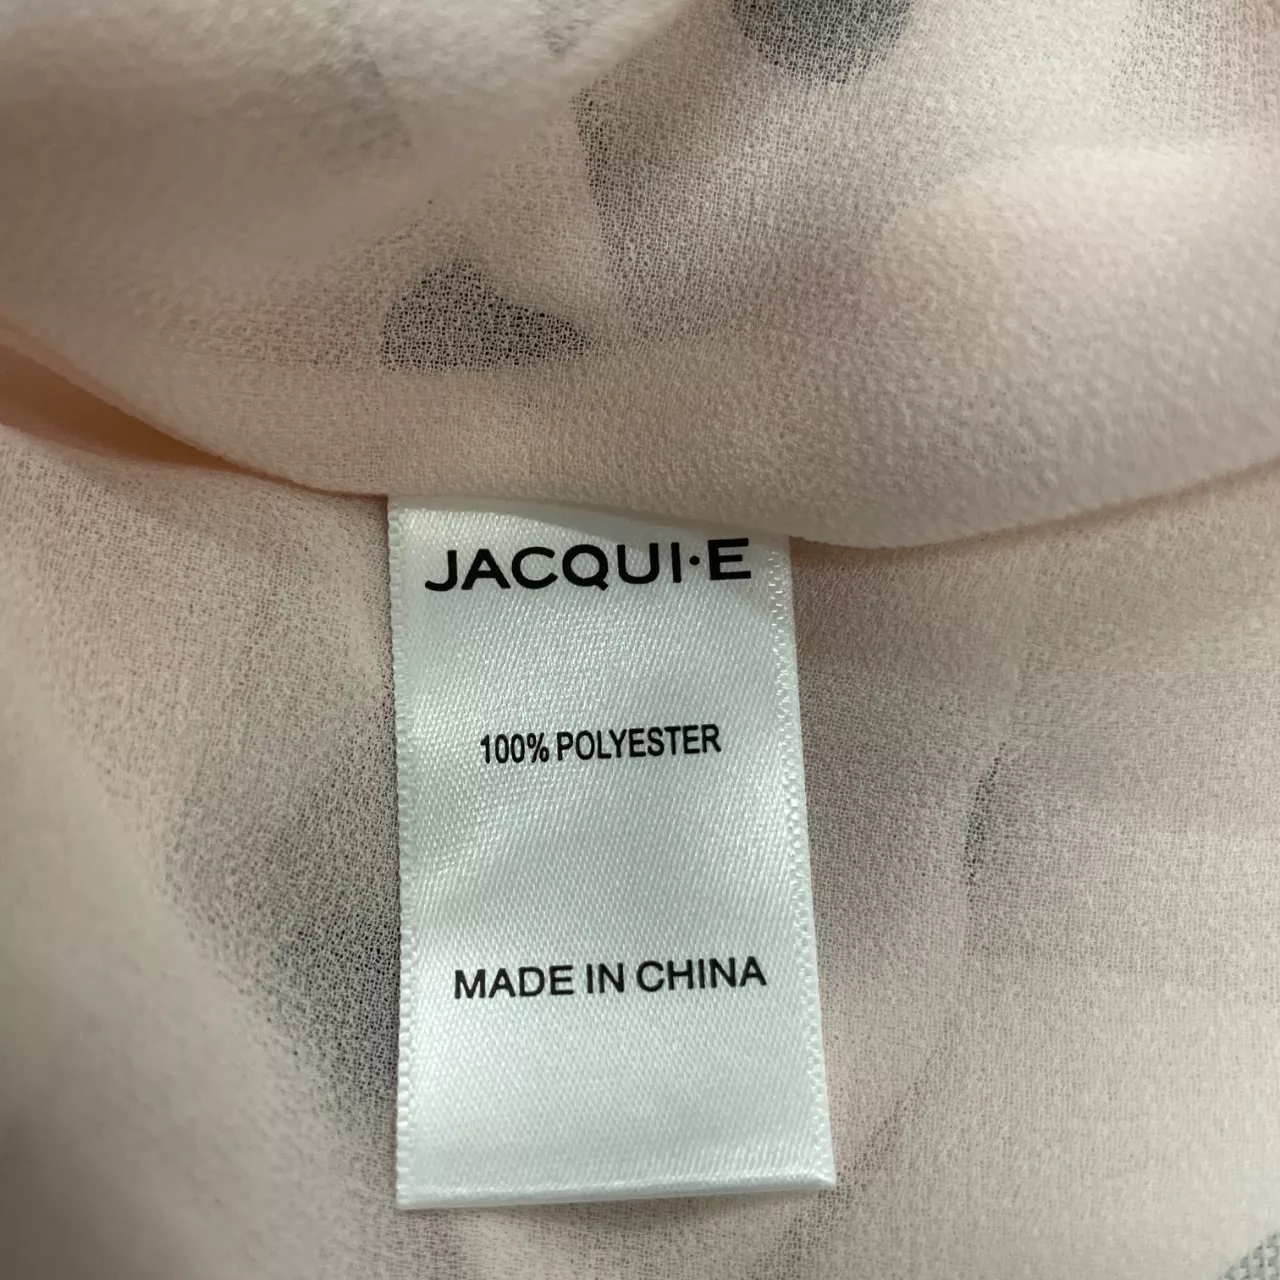 JACQUI·E
100% POLYESTER
MADE IN CHINA